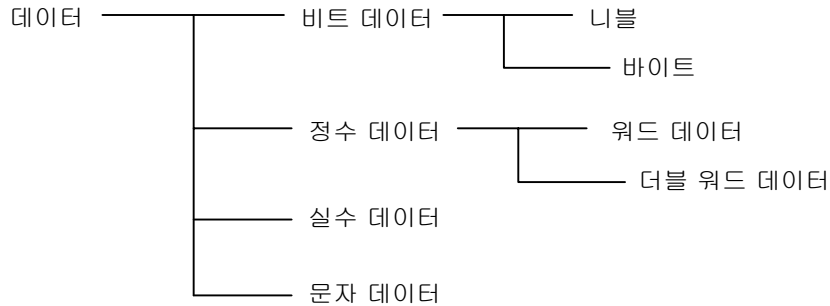 데이터 비트 데이터 니블
바이트
정수 데이터 워드 데이터
더블 워드 데이터
실수 데이터
문자 데이터